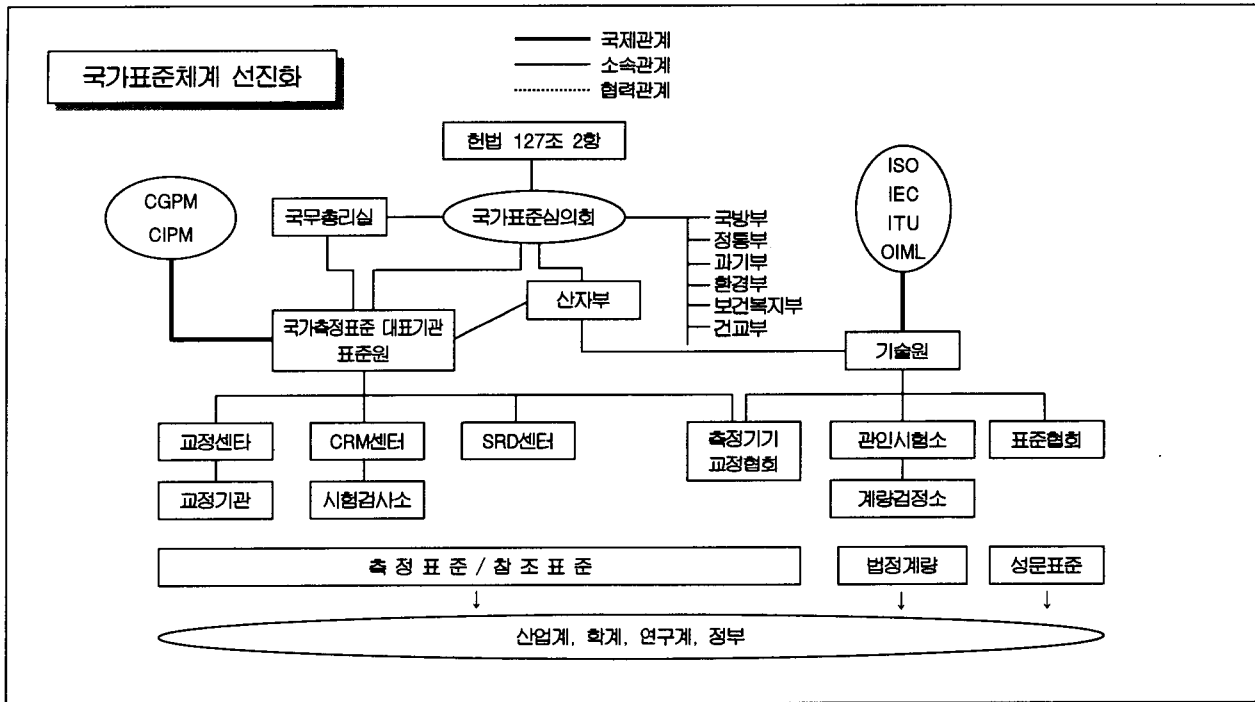 국가표준체계 선진화
국제관계
소속관계
협력관계
헌법 127조 2항
CGPM
CIPM
국무총리실
국가표준심의회
국방부
정통부
과기부
환경부
보건복지부
건교부
ISO
IEC
ITU
OIML
산자부
국가측정표준 대표기관
표준원
기술원
교정센타
CRM센터
SRD센터
측정기기
교정협회
관인시험소
표준협회
교정기관
시험검사소
계량검정소
측 정 표 준 / 참 조 표 준
법정계량
성문표준
산업계, 학계, 연구계, 정부